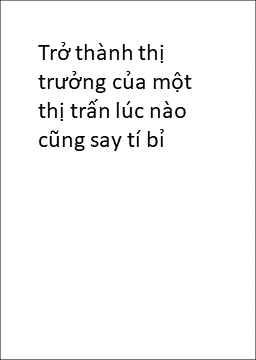 Trở thành thị
trưởng của một
thị trấn lúc nào
cũng say tí bỉ